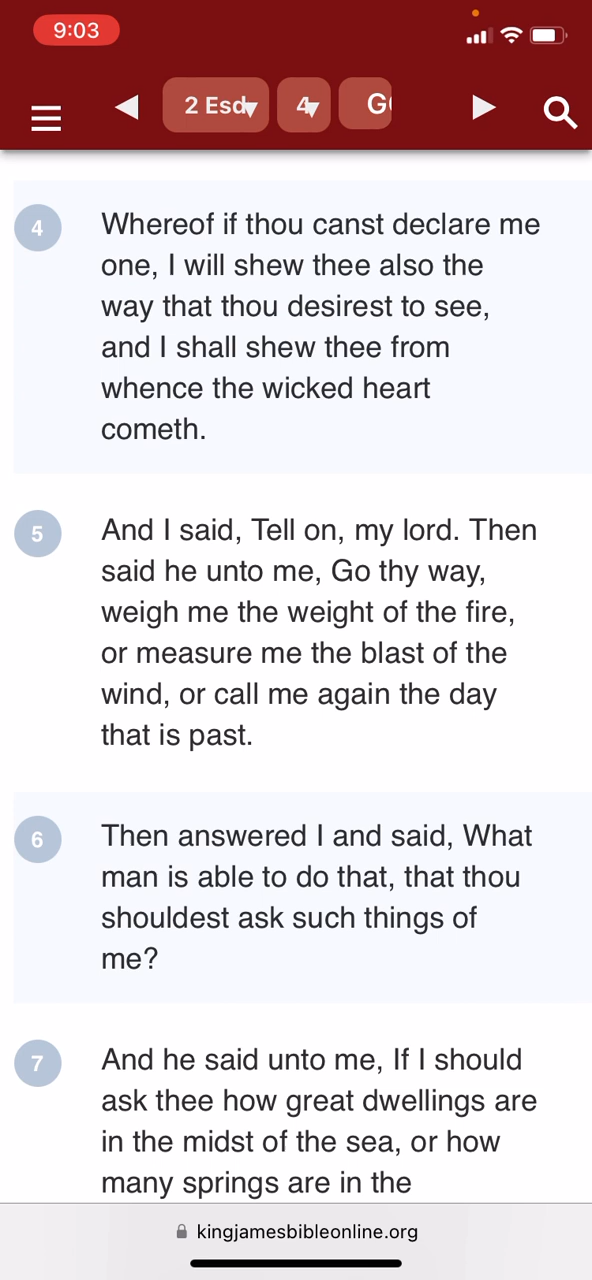 9:03
2 Esd
4
4
Whereof if thou canst declare me
one, I will shew thee also the
way that thou desirest to see,
and I shall shew thee from
whence the wicked heart
cometh.
5
And I said, Tell on, my lord. Then
said he unto me, Go thy way,
weigh me the weight of the fire,
or measure me the blast of the
wind, or call me again the day
that is past.
6
Then answered I and said, What
man is able to do that, that thou
shouldest ask such things of
me?
7
And he said unto me, If I should
ask thee how great dwellings are
in the midst of the sea, or how
many springs are in the
kingjamesbibleonline.org